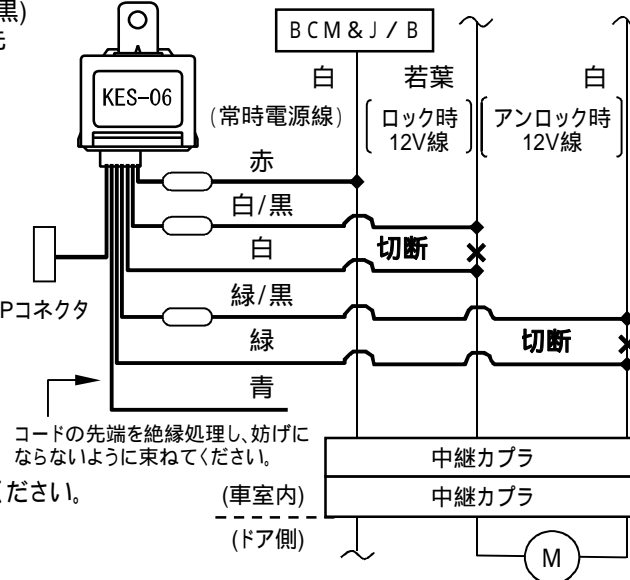 黒)
BCM&J/B
白
若葉
白
KES-06
(常時電源線)
ロック時
12V線
アンロック時
12V線
赤
白/黒
白
切断
緑/黒
Pコネクタ
緑
切断
青
コードの先端を絶縁処理し、妨げに
ならないように束ねてください。
ください。
中継カプラ
(車室内)
中継カプラ
(ドア側)
M